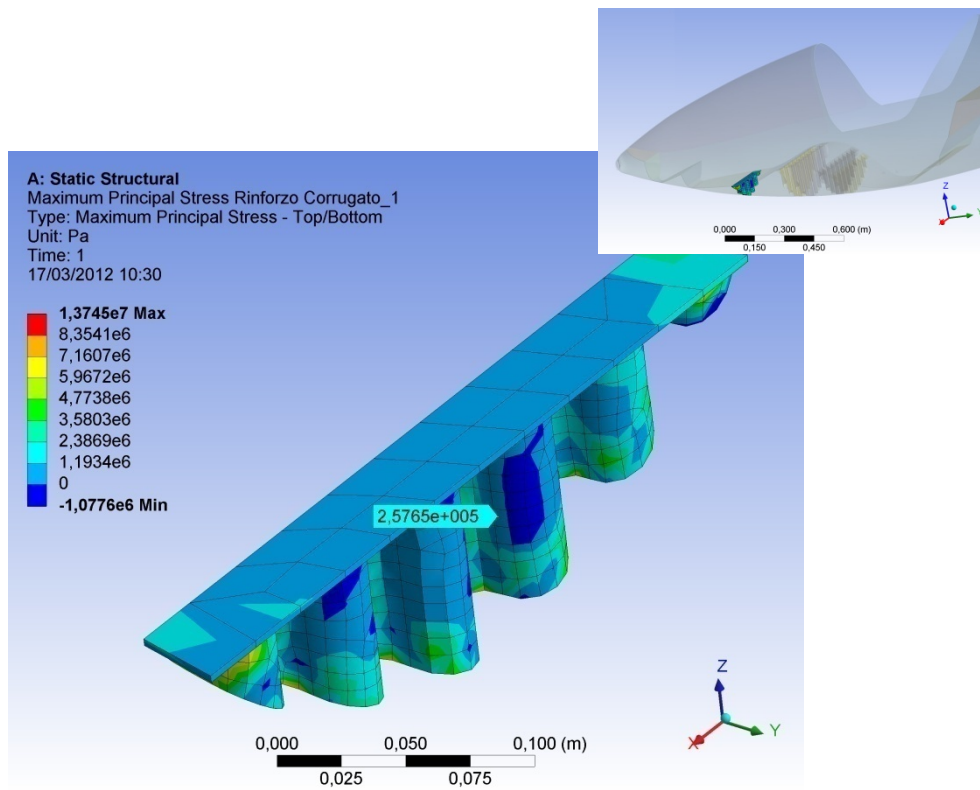 A: Static Structural
Maximum Principal Stress Rinforzo Corrugato_1
Type: Maximum Principal Stress - Top/Bottom
Unit: Pa
Time: 1
17/03/2012 10:30
1,3745e7 Max
8,3541e6
7,1607e6
5,9672e6
4,7738e6
3,5803e6
2,3869e6
1,1934e6
0
-1,0776e6 Min
2,5765e+005
0,000 0,050 0,100 (m)
0,025 0,075
Z
Y
X
Z
Y
X
0,000 0,300 0,600 (m)
0,150 0,450